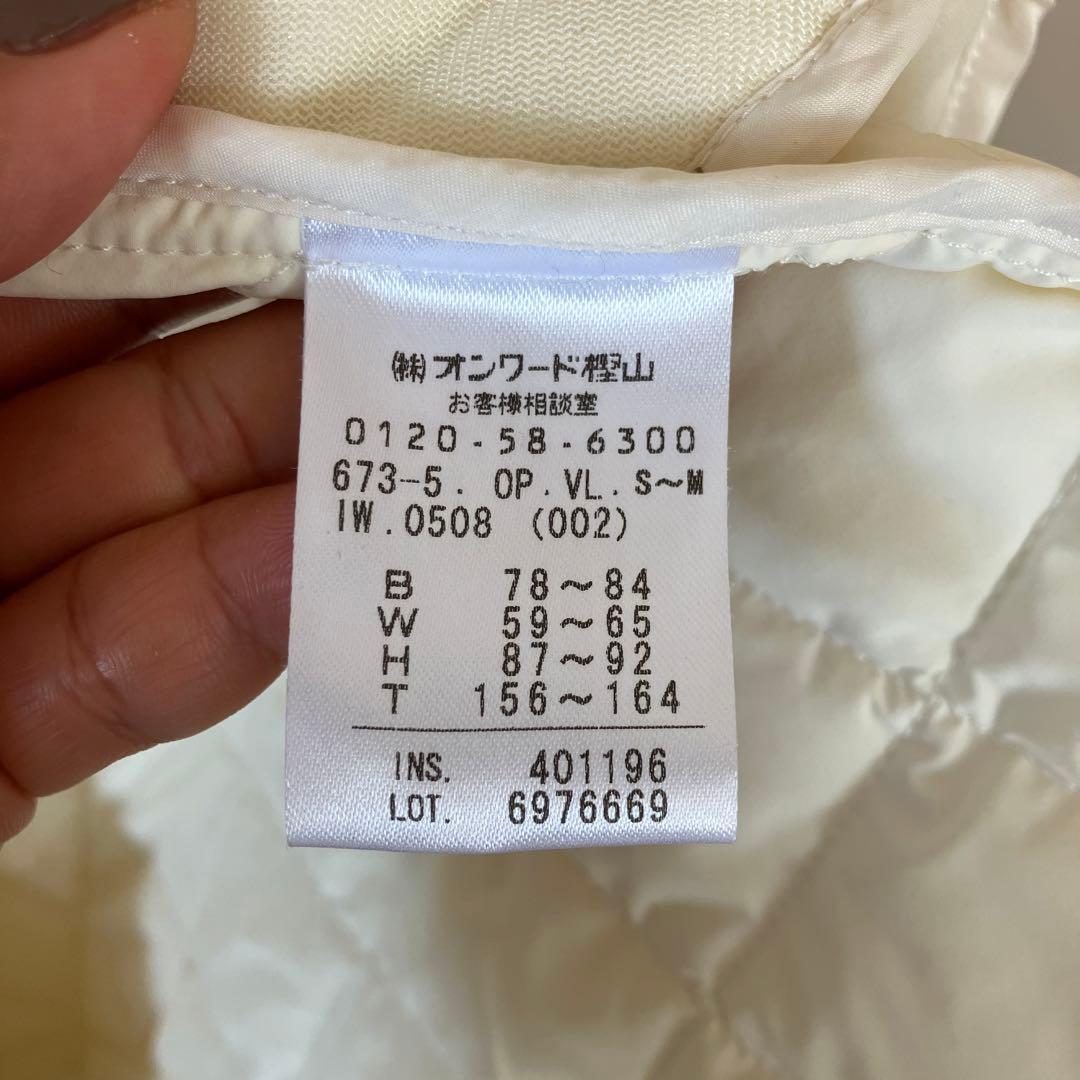 ㈱オンワード樫山
お客様相談室
0120-58-6300
673-5. OP. VL. S〜M
IW.0508 (002)
B 78〜84
W 59〜65
H 87〜92
T 156〜164
INS. 401196
LOT. 6976669